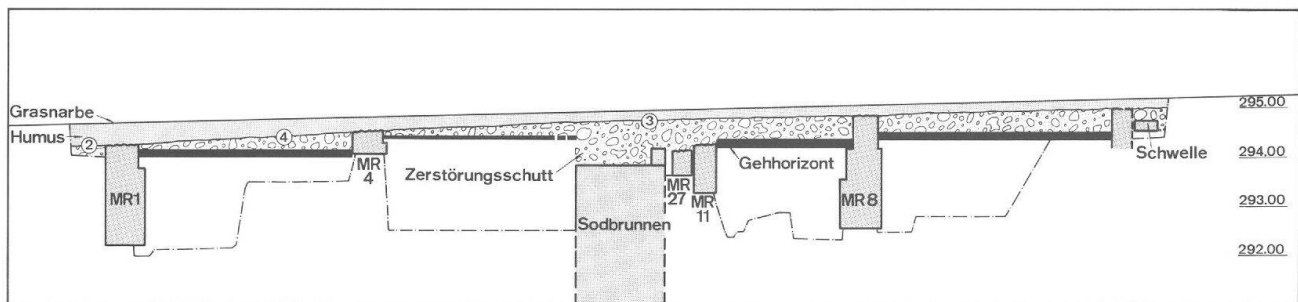 Grasnarbe
Humus
②
④
③
MR1
MR
4
Zerstörungsschutt
Sodbrunnen
MR
27
MR
11
Gehhorizont
MR8
Schwelle
295.00
294.00
293.00
292.00